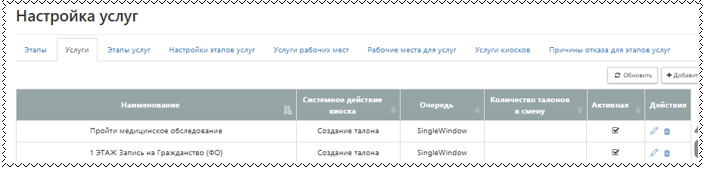 Настройка услуг
Этапы Услуги Этапы услуг Настройки этапов услуг Услуги рабочих мест Рабочие места для услуг Услуги киосков Причины отказа для этапов услуг
Обновить Добавит
Наименование Системное действие киоска Очередь Количество талонов в смену Активная Действия
Пройти медицинское обследование Создание талона SingleWindow
1 ЭТАЖ Запись на Гражданство (ФО) Создание талона SingleWindow